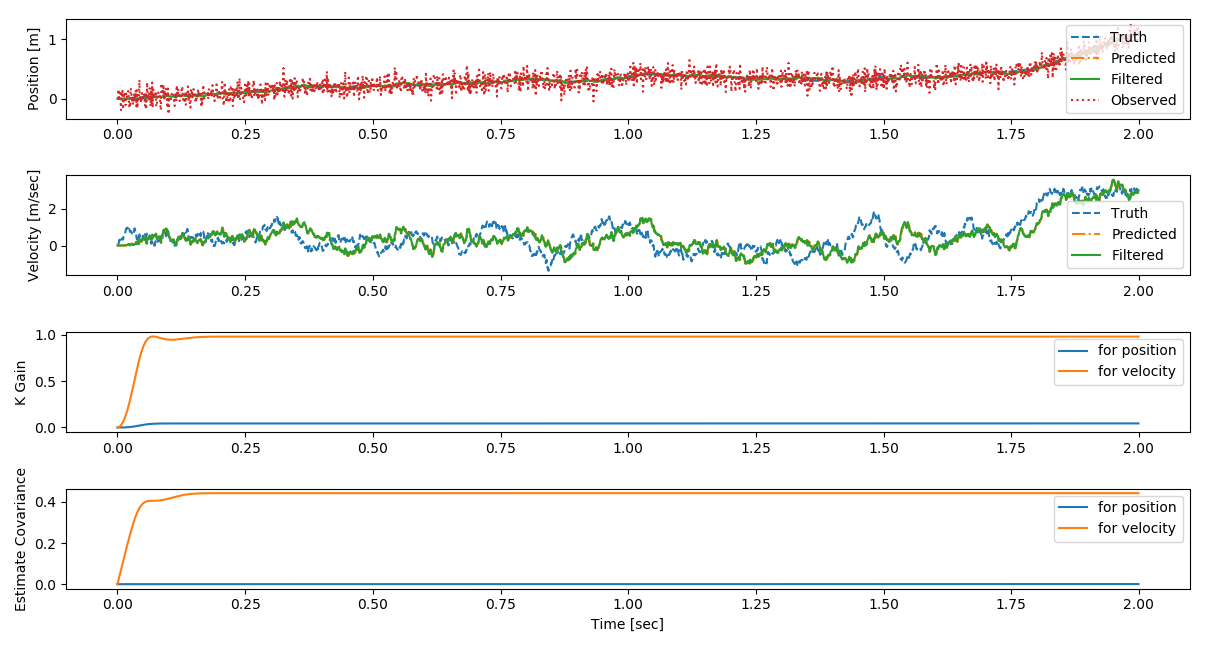 Position [m]
1
0
Truth
Predicted
Filtered
Observed
0.00 0.25 0.50 0.75 1.00 1.25 1.50 1.75 2.00
Velocity [m/sec]
2
0
Truth
Predicted
Filtered
0.00 0.25 0.50 0.75 1.00 1.25 1.50 1.75 2.00
K Gain
1.0
0.5
0.0
for position
for velocity
0.00 0.25 0.50 0.75 1.00 1.25 1.50 1.75 2.00
Estimate Covariance
0.4
0.2
0.0
for position
for velocity
0.00 0.25 0.50 0.75 1.00 1.25 1.50 1.75 2.00
Time [sec]